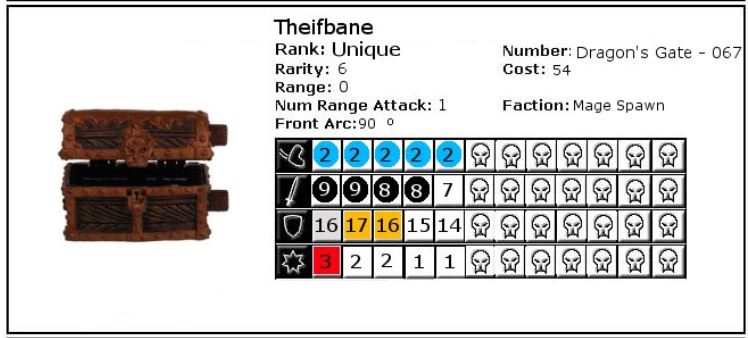 Theifbane
Rank: Unique Number: Dragon's Gate - 067
Rarity: 6 Cost: 54
Range: 0
Num Range Attack: 1 Faction: Mage Spawn
Front Arc:90 º
2 2 2 2 2
9 9 8 8 7
16 17 16 15 14
3 2 2 1 1